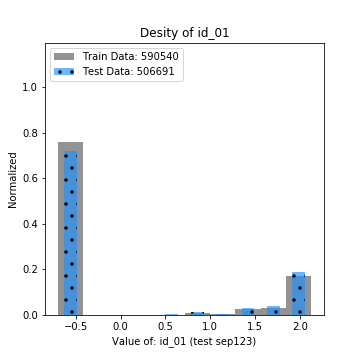 Desity of id_01
Train Data: 590540
Test Data: 506691
Normalized
1.0
0.8
0.6
0.4
0.2
0.0
−0.5 0.0 0.5 1.0 1.5 2.0
Value of: id_01 (test sep123)